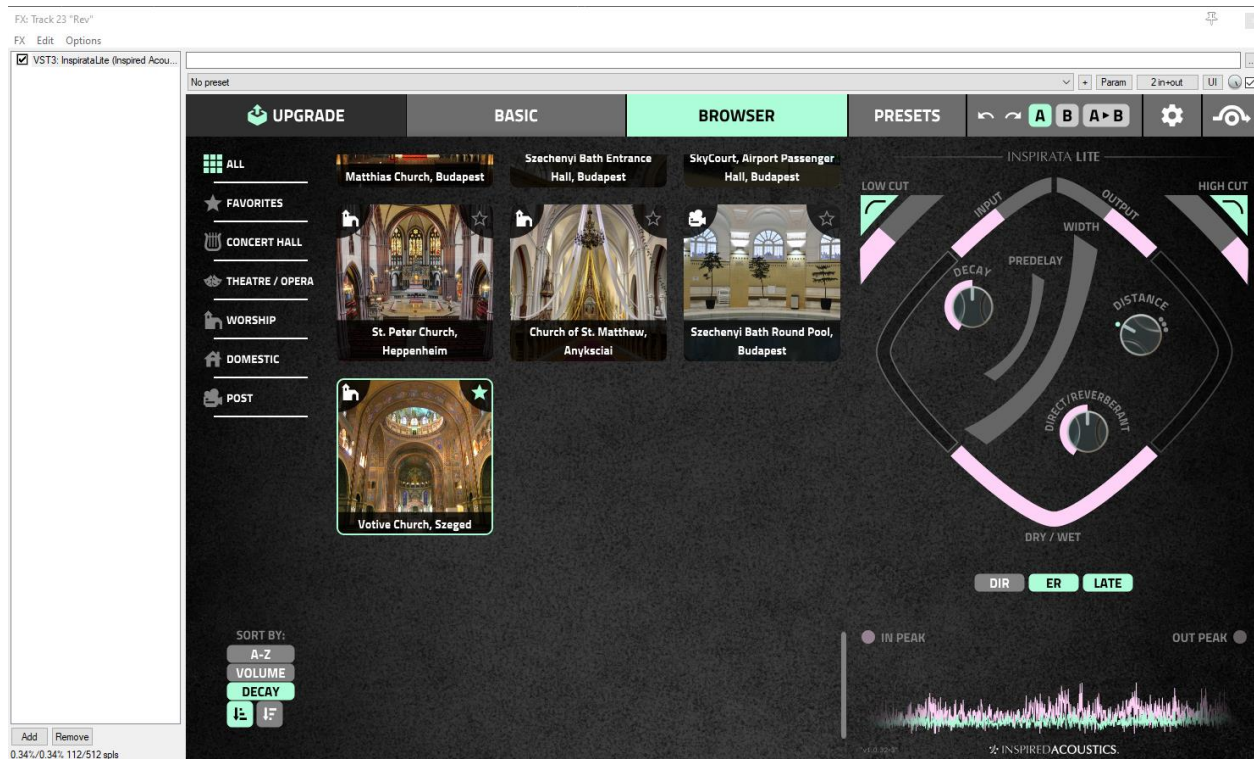 FX: Track 23 "Rev"
FX Edit Options
VST3: InspirataLite (Inspired Acou...
No preset
+ Param 2 in+out UI
UPGRADE BASIC BROWSER PRESETS A B A▸B
ALL
FAVORITES
CONCERT HALL
THEATRE / OPERA
WORSHIP
DOMESTIC
POST
Matthias Church, Budapest
Szechenyi Bath Entrance
Hall, Budapest
SkyCourt, Airport Passenger
Hall, Budapest
St. Peter Church,
Heppenheim
Church of St. Matthew,
Anyksciai
Szechenyi Bath Round Pool,
Budapest
Votive Church, Szeged
SORT BY:
A-Z
VOLUME
DECAY
INSPIRATA LITE
LOW CUT
HIGH CUT
INPUT
OUTPUT
WIDTH
PREDELAY
DECAY
DISTANCE
DIRECT/REVERBERANT
DRY / WET
DIR ER LATE
IN PEAK
OUT PEAK
INSPIREDACOUSTICS.
Add Remove
0.34%/0.34% 112/512 spls